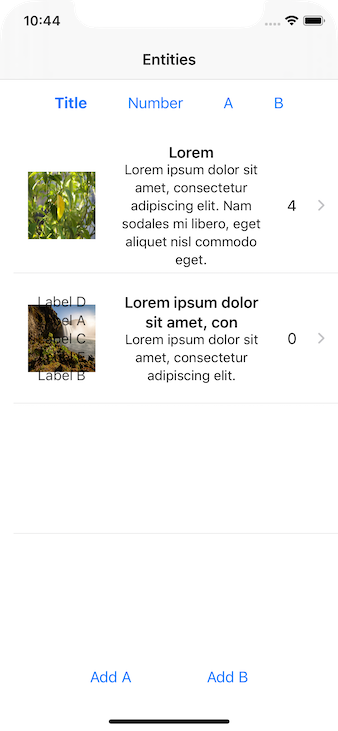 10:44
Entities
Title Number A B
Lorem
Lorem ipsum dolor sit
amet, consectetur
adipiscing elit. Nam
sodales mi libero, eget
aliquet nisl commodo
eget.
4
Label D
Label A
Label C
Label B
Lorem ipsum dolor
sit amet, con
Lorem ipsum dolor sit
amet, consectetur
adipiscing elit.
0
Add A Add B